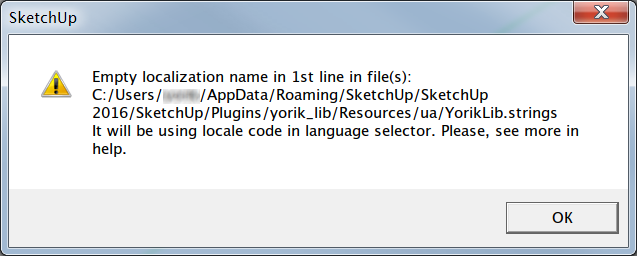 SketchUp
Empty localization name in 1st line in file(s):
C:/Users/ /AppData/Roaming/SketchUp/SketchUp
2016/SketchUp/Plugins/yorik_lib/Resources/ua/YorikLib.strings
It will be using locale code in language selector. Please, see more in
help.
OK